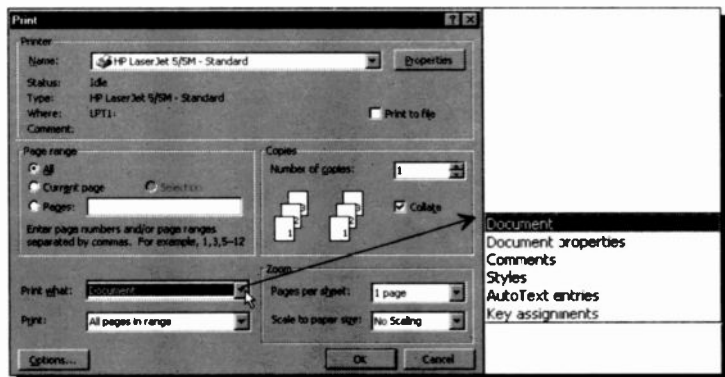 Print
Printer
Name: HP LaserJet 5/5M - Standard Properties
Status: Idle
Type: HP LaserJet 5/5M - Standard
Where: LPT1:
Comment:
Print to file
Page range
All
Current page Selection
Pages:
Enter page numbers and/or page ranges
separated by commas. For example, 1,3,5–12
Copies
Number of copies: 1
Collate
Print what: Document
Print: All pages in range
Zoom
Pages per sheet: 1 page
Scale to paper size: No Scaling
Options... OK Cancel
Document
Document properties
Comments
Styles
AutoText entries
Key assignments